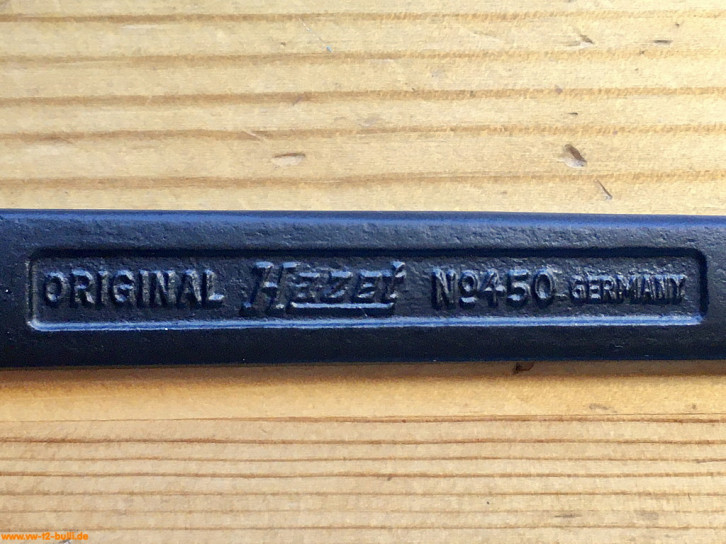 ORIGINAL Hazet No450 GERMANY
www.vw-t2-bulli.de